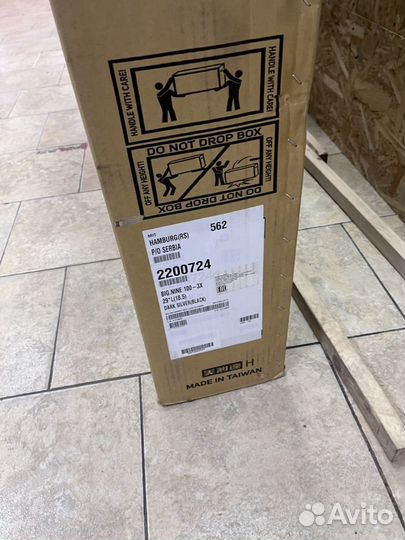 HANDLE WITH CARE!
HANDLE WITH CARE!
DO NOT DROP BOX
OFF ANY HEIGHT!
OFF ANY HEIGHT!
DO NOT DROP BOX
HAMBURG(RS) 562
P/O SERBIA
2200724
BIG.NINE 100-3X
29"L(18.5)
DARK SILVER(BLACK)
EAC
H
MADE IN TAIWAN
Avito